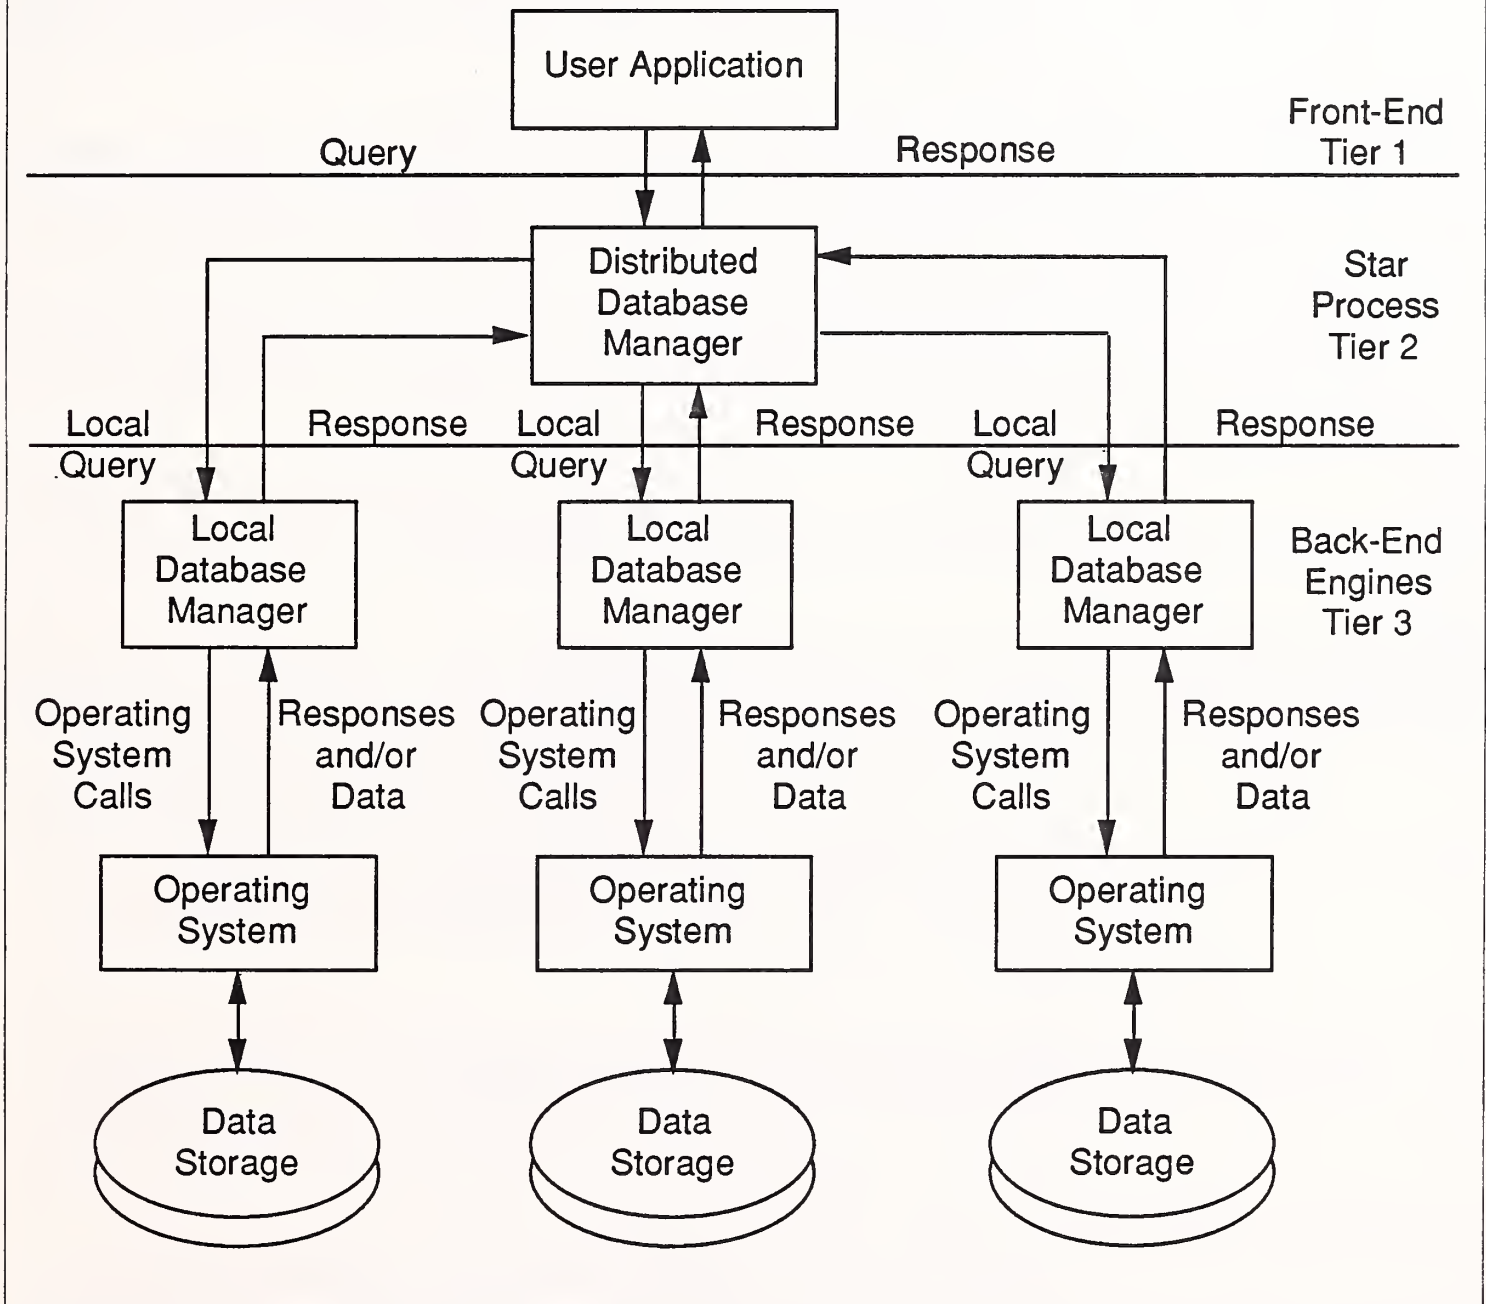 User Application
Front-End
Tier 1
Query
Response
Distributed
Database
Manager
Star
Process
Tier 2
Local
Query
Response
Local
Query
Response
Local
Query
Response
Local
Database
Manager
Local
Database
Manager
Local
Database
Manager
Back-End
Engines
Tier 3
Operating
System
Calls
Responses
and/or
Data
Operating
System
Calls
Responses
and/or
Data
Operating
System
Calls
Responses
and/or
Data
Operating
System
Operating
System
Operating
System
Data
Storage
Data
Storage
Data
Storage